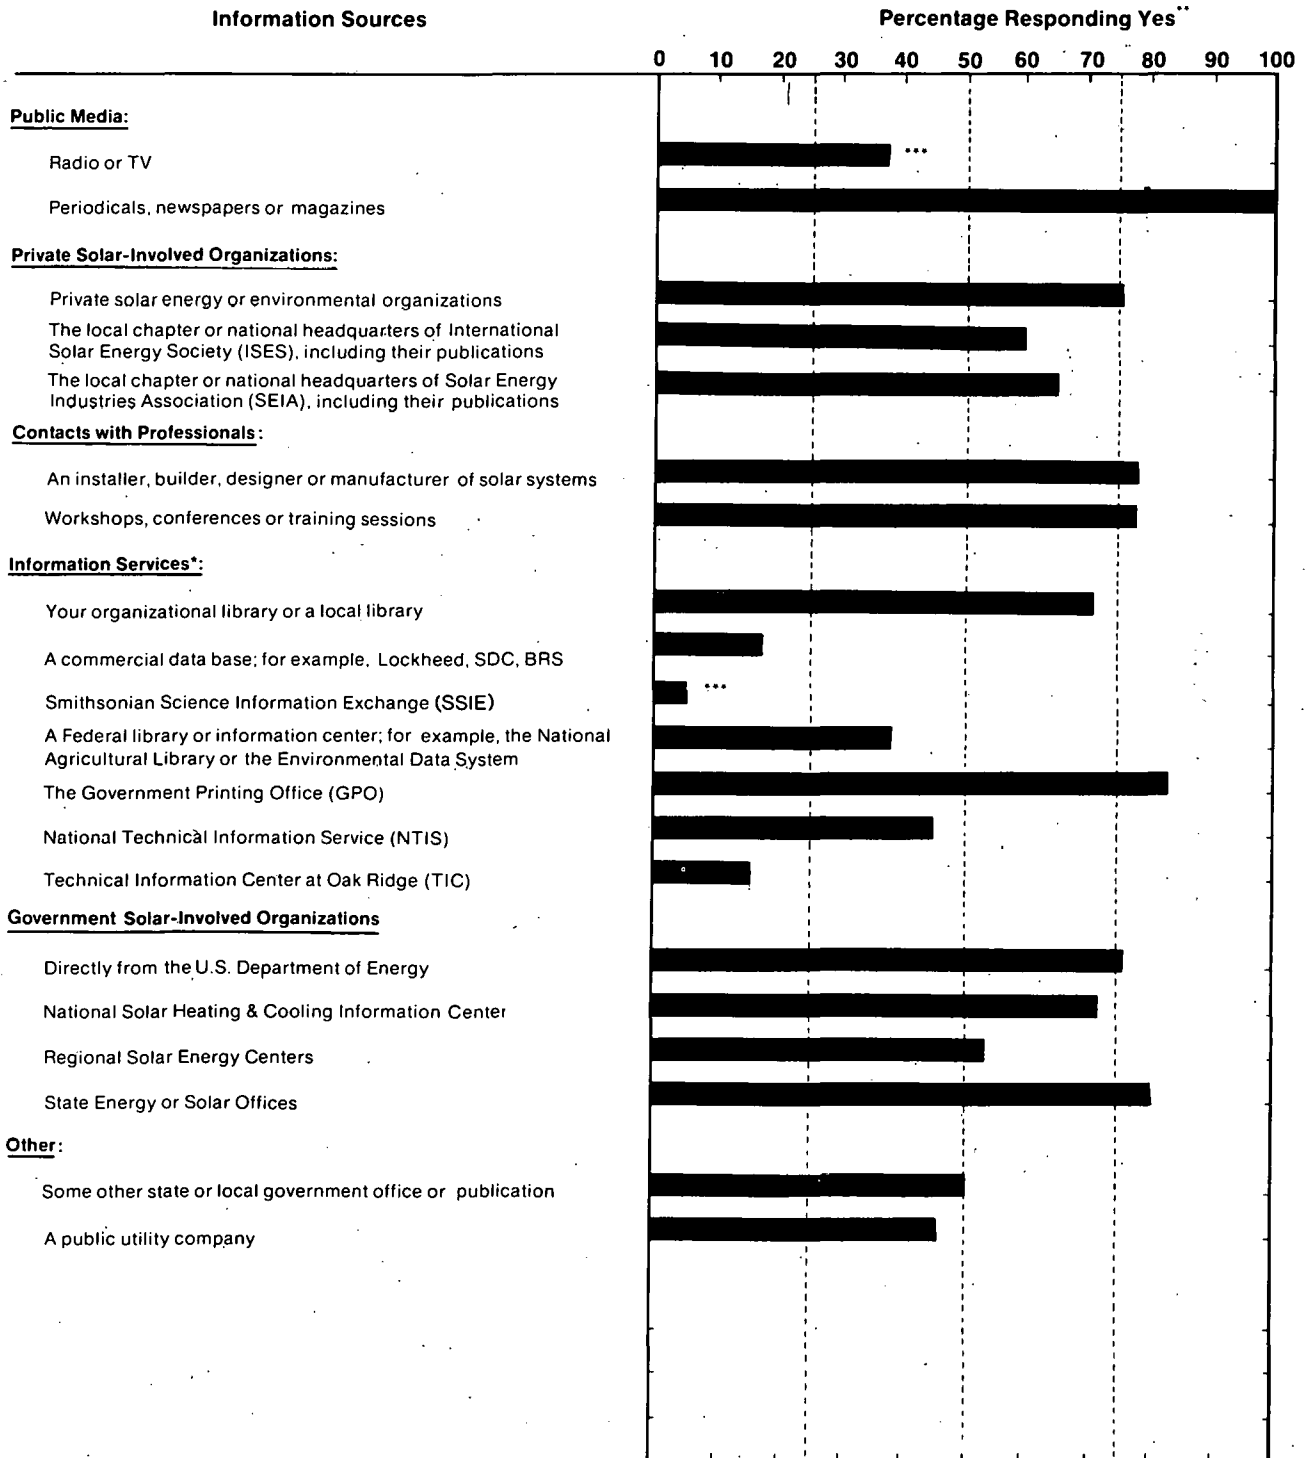 Information Sources
Percentage Responding Yes**
0 10 20 30 40 50 60 70 80 90 100
Public Media:
Radio or TV
***
Periodicals, newspapers or magazines
Private Solar-Involved Organizations:
Private solar energy or environmental organizations
The local chapter or national headquarters of International
Solar Energy Society (ISES), including their publications
The local chapter or national headquarters of Solar Energy
Industries Association (SEIA), including their publications
Contacts with Professionals:
An installer, builder, designer or manufacturer of solar systems
Workshops, conferences or training sessions
Information Services*:
Your organizational library or a local library
A commercial data base; for example, Lockheed, SDC, BRS
Smithsonian Science Information Exchange (SSIE)
***
A Federal library or information center; for example, the National
Agricultural Library or the Environmental Data System
The Government Printing Office (GPO)
National Technical Information Service (NTIS)
Technical Information Center at Oak Ridge (TIC)
Government Solar-Involved Organizations
Directly from the U.S. Department of Energy
National Solar Heating & Cooling Information Center
Regional Solar Energy Centers
State Energy or Solar Offices
Other:
Some other state or local government office or publication
A public utility company